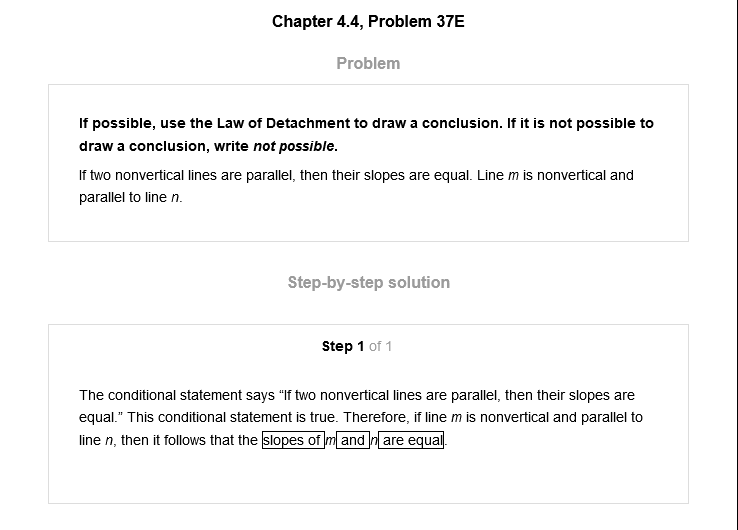 Chapter 4.4, Problem 37E
Problem
If possible, use the Law of Detachment to draw a conclusion. If it is not possible to
draw a conclusion, write not possible.
If two nonvertical lines are parallel, then their slopes are equal. Line m is nonvertical and
parallel to line n.
Step-by-step solution
Step 1 of 1
The conditional statement says “If two nonvertical lines are parallel, then their slopes are
equal.” This conditional statement is true. Therefore, if line m is nonvertical and parallel to
line n, then it follows that the slopes of m and n are equal.